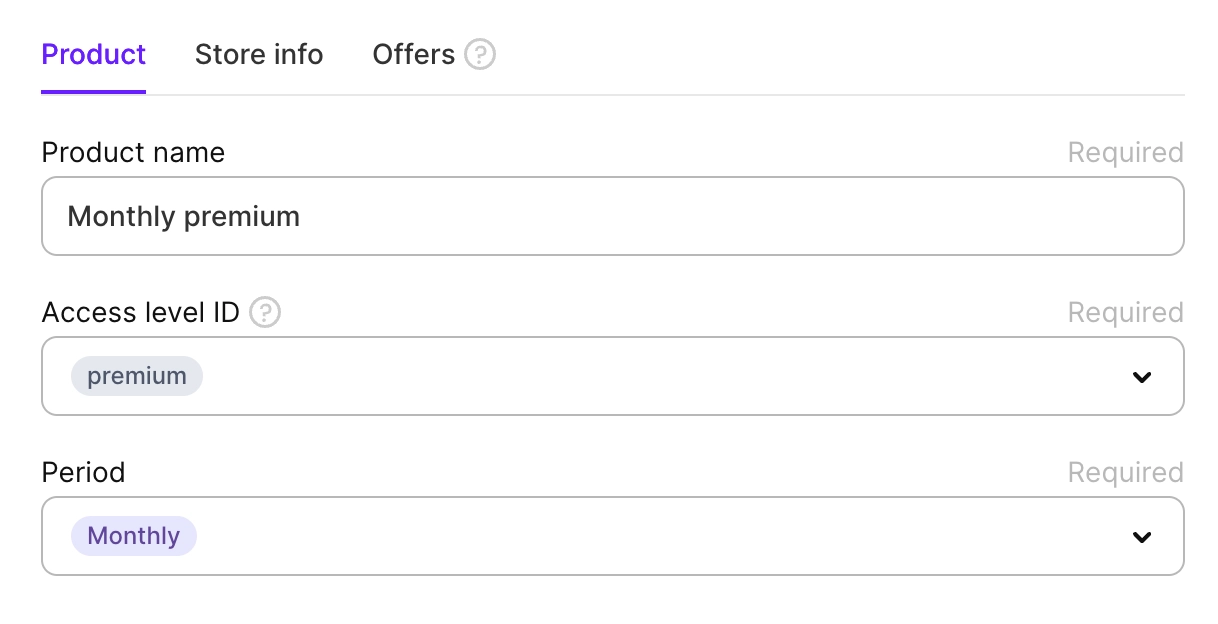 Product Store info Offers ?
Product name Required
Monthly premium
Access level ID ? Required
premium
Period Required
Monthly